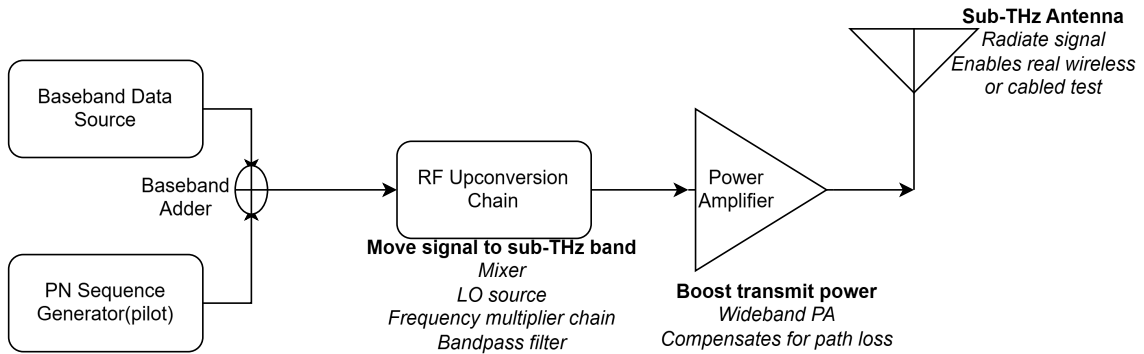 Sub-THz Antenna
Radiate signal
Enables real wireless
or cabled test
Baseband Data
Source
Baseband
Adder
PN Sequence
Generator(pilot)
RF Upconversion
Chain
Move signal to sub-THz band
Mixer
LO source
Frequency multiplier chain
Bandpass filter
Power
Amplifier
Boost transmit power
Wideband PA
Compensates for path loss